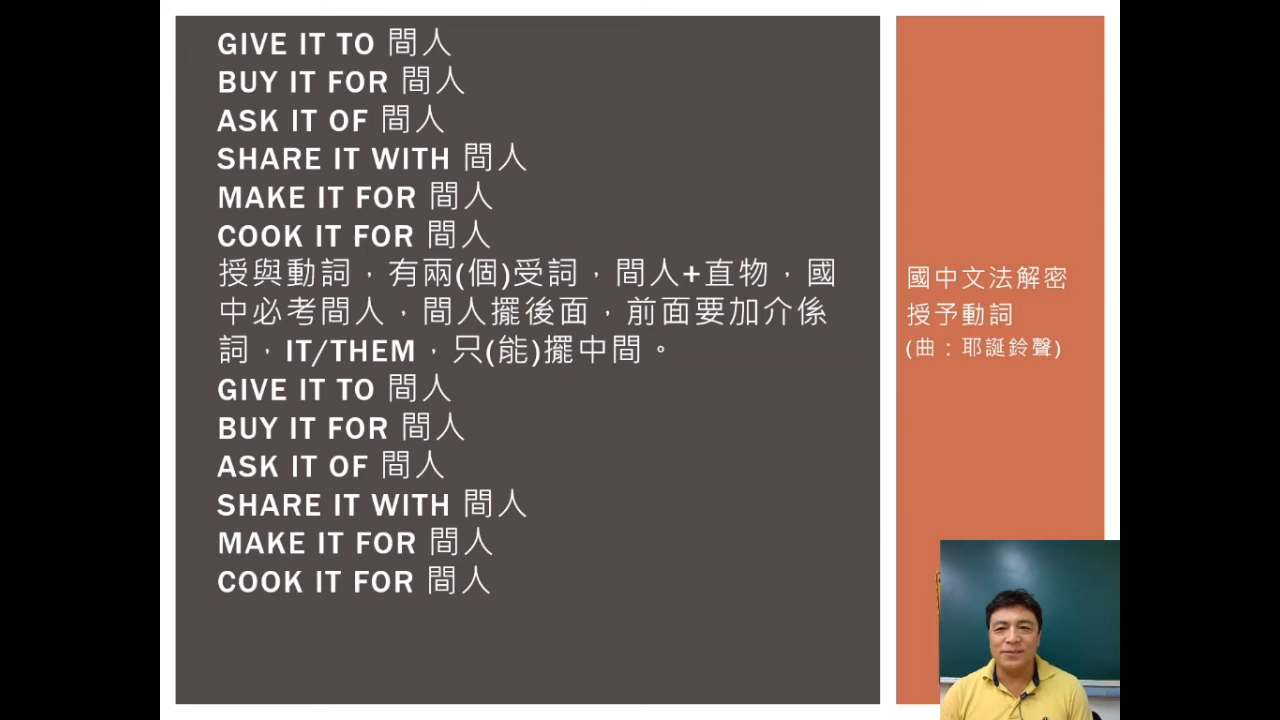 GIVE IT TO 間人
BUY IT FOR 間人
ASK IT OF 間人
SHARE IT WITH 間人
MAKE IT FOR 間人
COOK IT FOR 間人
授與動詞，有兩(個)受詞，間人+直物，國
中必考間人，間人擺後面，前面要加介係
詞，IT/THEM，只(能)擺中間。
GIVE IT TO 間人
BUY IT FOR 間人
ASK IT OF 間人
SHARE IT WITH 間人
MAKE IT FOR 間人
COOK IT FOR 間人
國中文法解密
授予動詞
(曲：耶誕鈴聲)